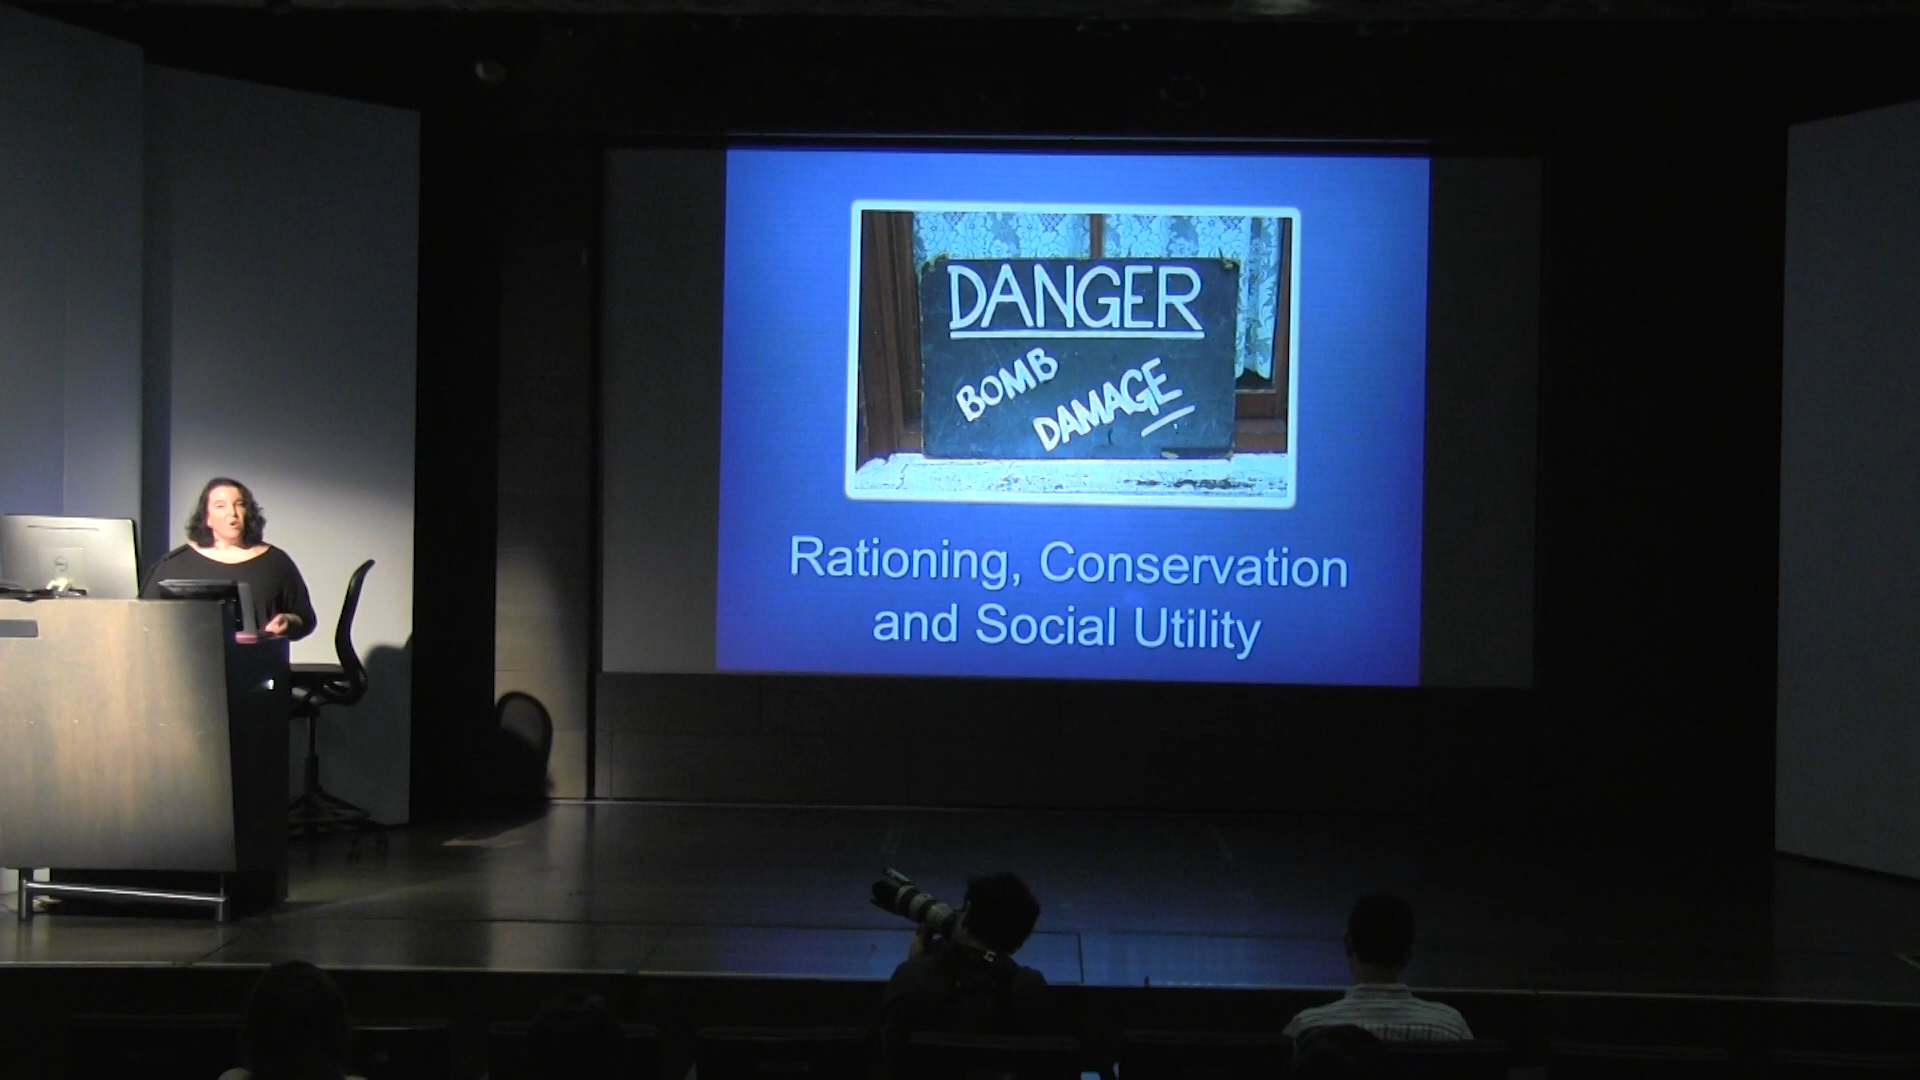 DANGER
BOMB
DAMAGE
Rationing, Conservation
and Social Utility